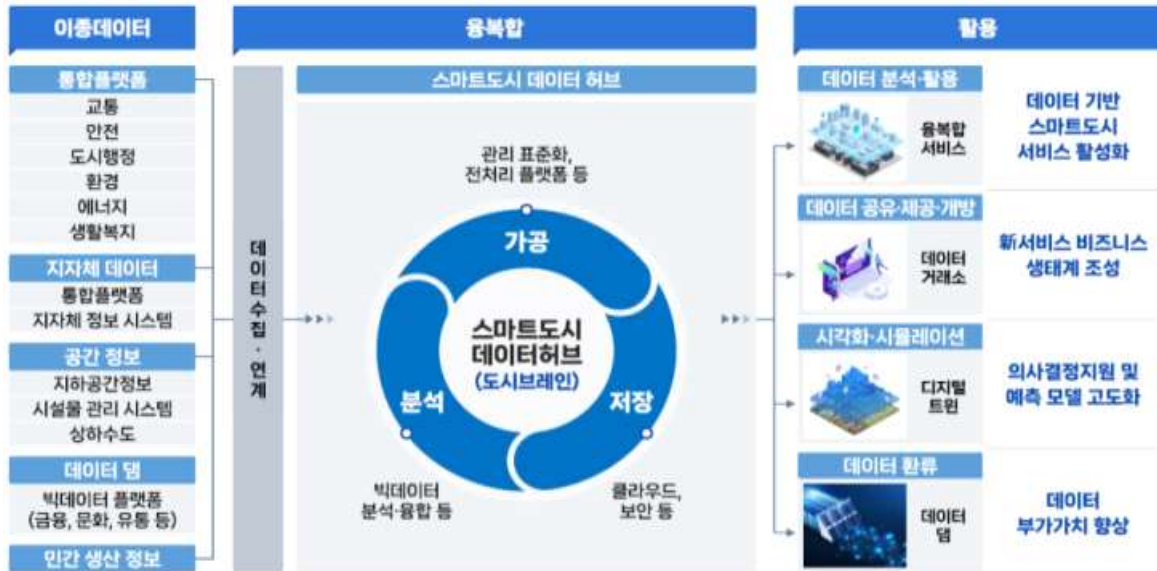 이종데이터
통합플랫폼
교통
안전
도시행정
환경
에너지
생활복지
지자체 데이터
통합플랫폼
지자체 정보 시스템
공간 정보
지하공간정보
시설물 관리 시스템
상하수도
데이터 댐
빅데이터 플랫폼
(금융, 문화, 유통 등)
민간 생산 정보
융복합
데이터수집·연계
스마트도시 데이터 허브
관리 표준화,
전처리 플랫폼 등
가공
스마트도시
데이터허브
(도시브레인)
분석
저장
빅데이터
분석·융합 등
클라우드,
보안 등
활용
데이터 분석·활용
융복합
서비스
데이터 기반
스마트도시
서비스 활성화
데이터 공유·제공·개방
데이터
거래소
新서비스 비즈니스
생태계 조성
시각화·시뮬레이션
디지털
트윈
의사결정지원 및
예측 모델 고도화
데이터 환류
데이터
댐
데이터
부가가치 향상